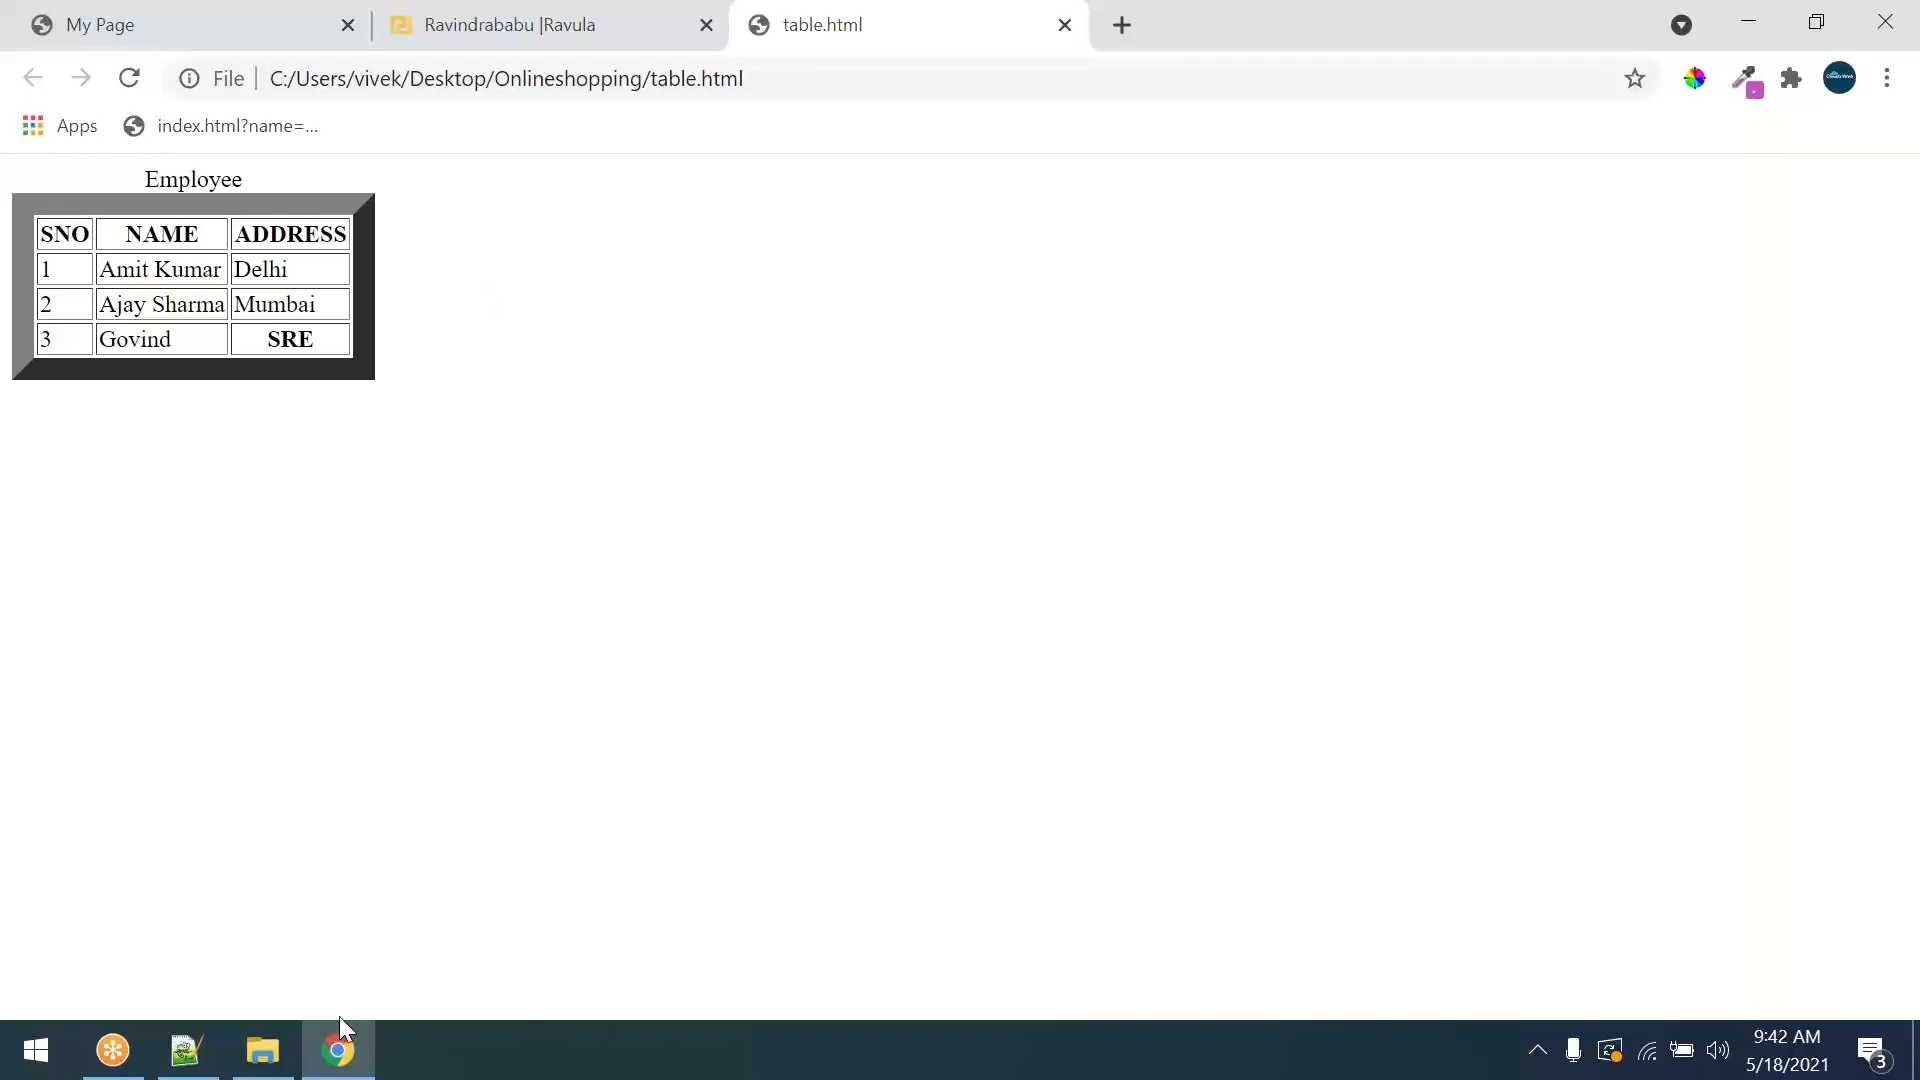 My Page
Ravindrababu |Ravula
table.html
File
C:/Users/vivek/Desktop/Onlineshopping/table.html
Apps
index.html?name=...
Employee
SNO NAME ADDRESS
1 Amit Kumar Delhi
2 Ajay Sharma Mumbai
3 Govind SRE
9:42 AM
5/18/2021
3